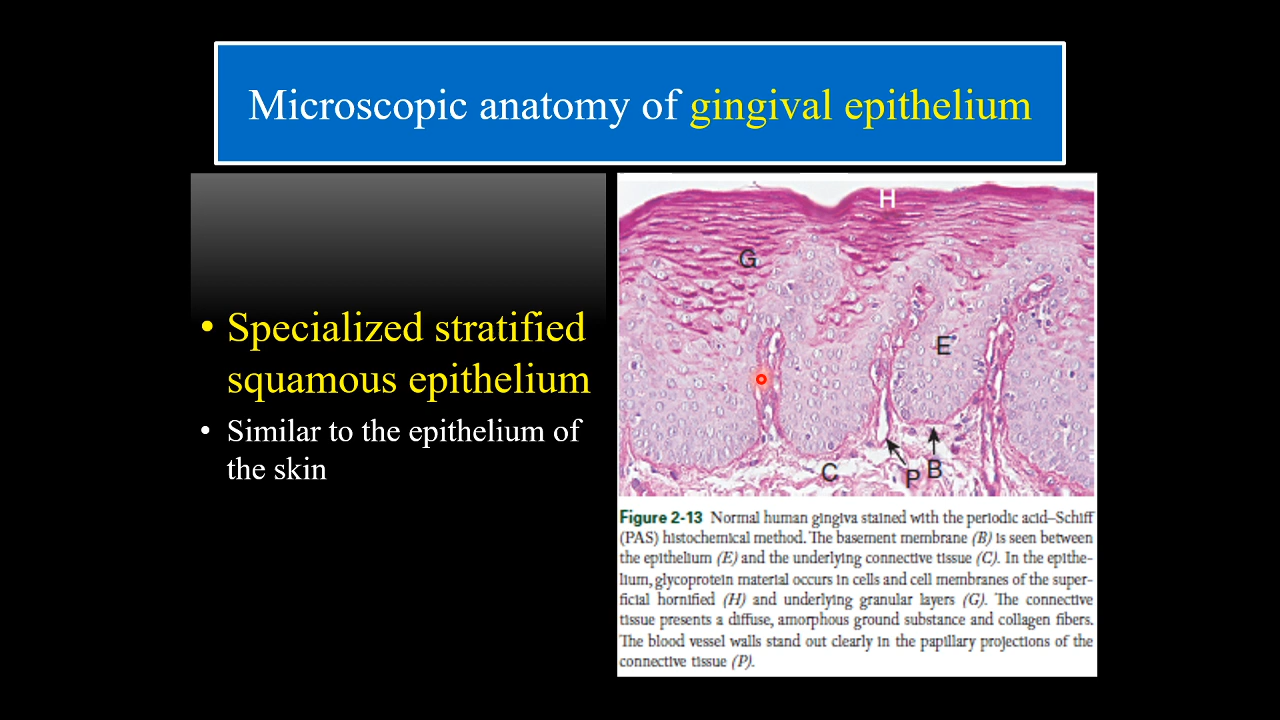 Microscopic anatomy of gingival epithelium
• Specialized stratified
squamous epithelium
• Similar to the epithelium of
the skin
H
G
E
C
P
B
Figure 2-13 Normal human gingiva stained with the periodic acid–Schiff
(PAS) histochemical method. The basement membrane (B) is seen between
the epithelium (E) and the underlying connective tissue (C). In the epithe-
lium, glycoprotein material occurs in cells and cell membranes of the super-
ficial hornified (H) and underlying granular layers (G). The connective
tissue presents a diffuse, amorphous ground substance and collagen fibers.
The blood vessel walls stand out clearly in the papillary projections of the
connective tissue (P).